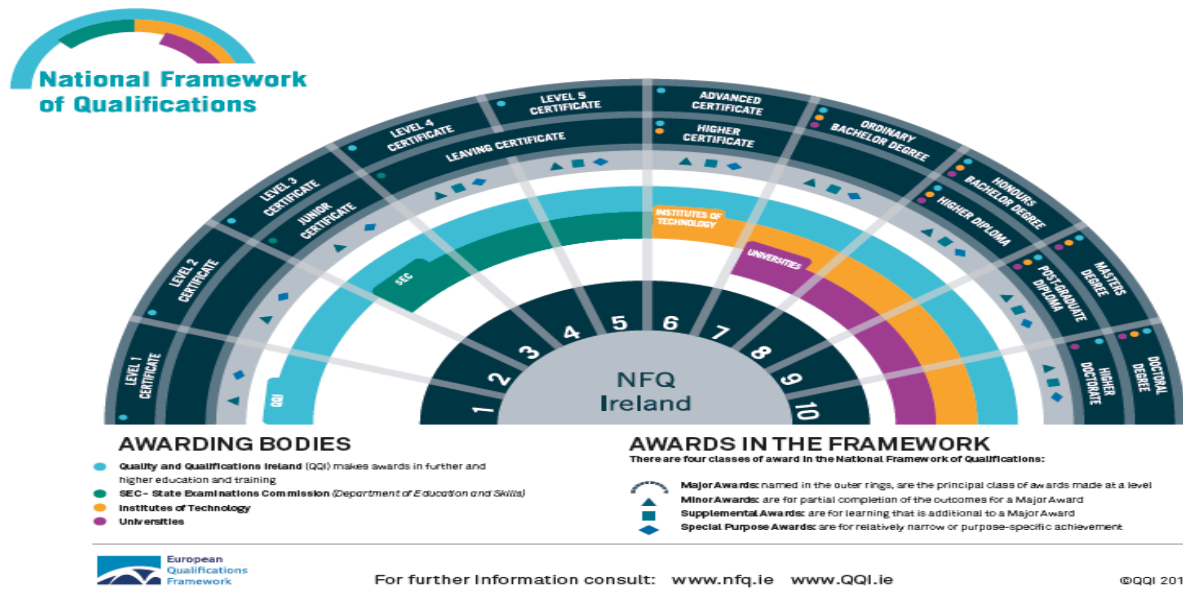 National Framework
of Qualifications
LEVEL 1
CERTIFICATE
LEVEL 2
CERTIFICATE
LEVEL 3
CERTIFICATE
JUNIOR
CERTIFICATE
LEVEL 4
CERTIFICATE
LEAVING CERTIFICATE
LEVEL 5
CERTIFICATE
ADVANCED
CERTIFICATE
HIGHER
CERTIFICATE
ORDINARY
BACHELOR DEGREE
HONOURS
BACHELOR DEGREE
HIGHER DIPLOMA
MASTERS
DEGREE
POST-GRADUATE
DIPLOMA
DOCTORAL
DEGREE
HIGHER
DOCTORATE
QQI
SEC
INSTITUTES OF
TECHNOLOGY
UNIVERSITIES
1
2
3
4
5
6
7
8
9
10
NFQ
Ireland
AWARDING BODIES
Quality and Qualifications Ireland (QQI) makes awards in further and
higher education and training
SEC - State Examinations Commission (Department of Education and Skills)
Institutes of Technology
Universities
AWARDS IN THE FRAMEWORK
There are four classes of award in the National Framework of Qualifications:
Major Awards: named in the outer rings, are the principal class of awards made at a level
Minor Awards: are for partial completion of the outcomes for a Major Award
Supplemental Awards: are for learning that is additional to a Major Award
Special Purpose Awards: are for relatively narrow or purpose-specific achievement
European
Qualifications
Framework
For further Information consult: www.nfq.ie www.QQI.ie
©QQI 201